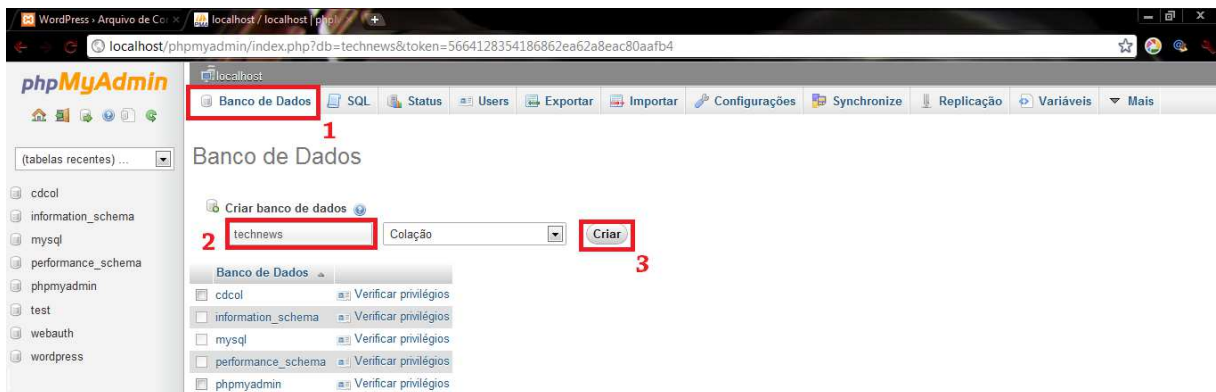 WordPress › Arquivo de Co
localhost / localhost | php
localhost/phpmyadmin/index.php?db=technews&token=5664128354186862ea62a8eac80aafb4
phpMyAdmin
(tabelas recentes) ...
cdcol
information_schema
mysql
performance_schema
phpmyadmin
test
webauth
wordpress
localhost
Banco de Dados
SQL
Status
Users
Exportar
Importar
Configurações
Synchronize
Replicação
Variáveis
Mais
1
Banco de Dados
Criar banco de dados
2
technews
Colação
Criar
3
Banco de Dados
cdcol
Verificar privilégios
information_schema
Verificar privilégios
mysql
Verificar privilégios
performance_schema
Verificar privilégios
phpmyadmin
Verificar privilégios